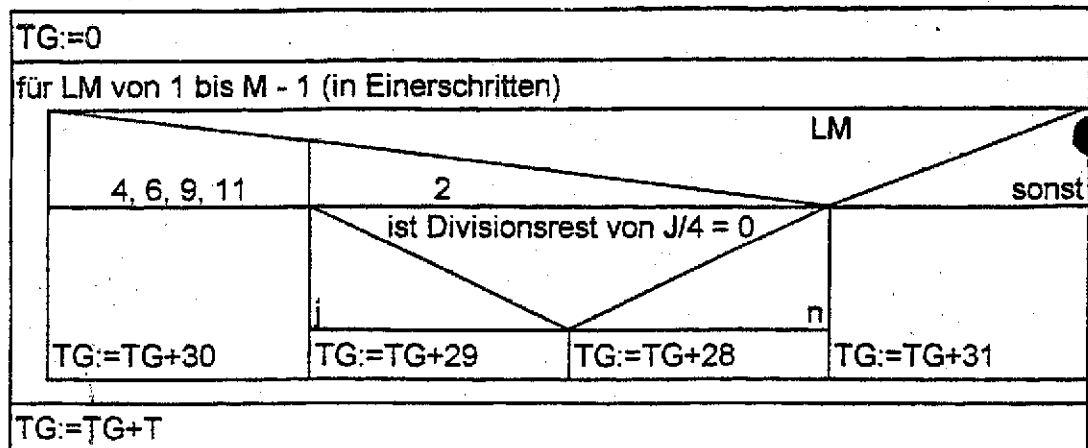 TG:=0
für LM von 1 bis M - 1 (in Einerschritten)
LM
4, 6, 9, 11
2
sonst
ist Divisionsrest von J/4 = 0
j
n
TG:=TG+30
TG:=TG+29
TG:=TG+28
TG:=TG+31
TG:=TG+T